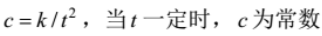 c = k / t²，当 t 一定时，c 为常数